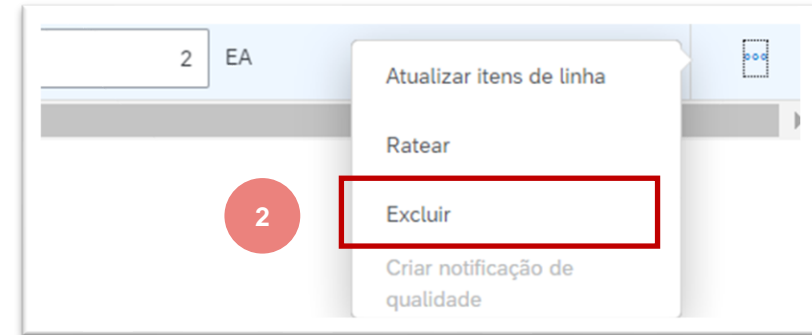 2 EA
Atualizar itens de linha
Ratear
2
Excluir
Criar notificação de
qualidade